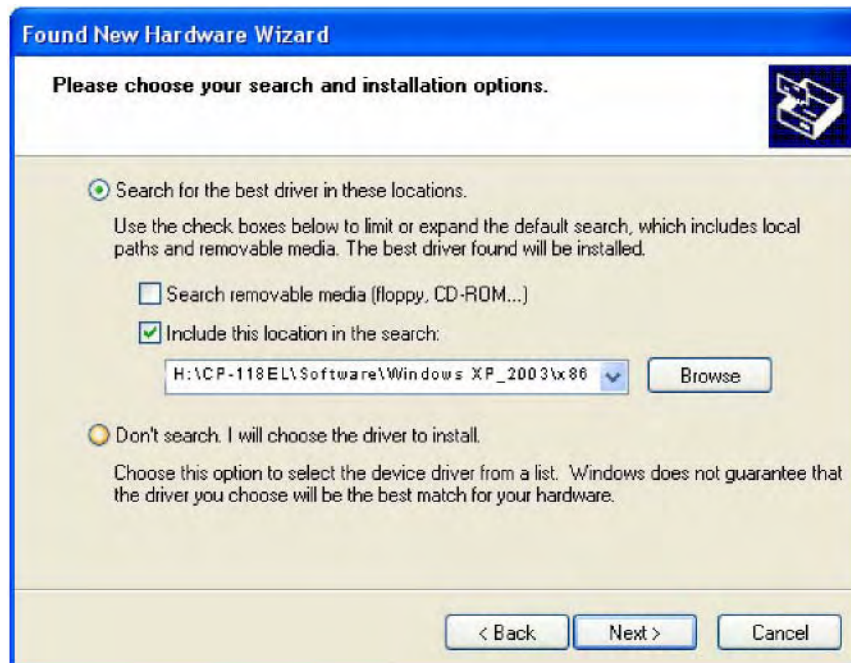 Found New Hardware Wizard
Please choose your search and installation options.
Search for the best driver in these locations.
Use the check boxes below to limit or expand the default search, which includes local
paths and removable media. The best driver found will be installed.
Search removable media (floppy, CD-ROM...)
Include this location in the search:
H:\CP-118EL\Software\Windows XP_2003\x86
Browse
Don't search. I will choose the driver to install.
Choose this option to select the device driver from a list. Windows does not guarantee that
the driver you choose will be the best match for your hardware.
< Back Next > Cancel